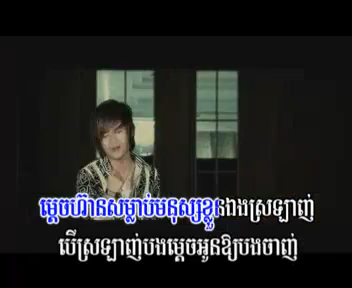 ម្ដេចហ៊ានសម្លាប់មនុស្សខ្លួនឯងស្រឡាញ់
បើស្រឡាញ់បងម្ដេចអូនឱ្យបងចាញ់